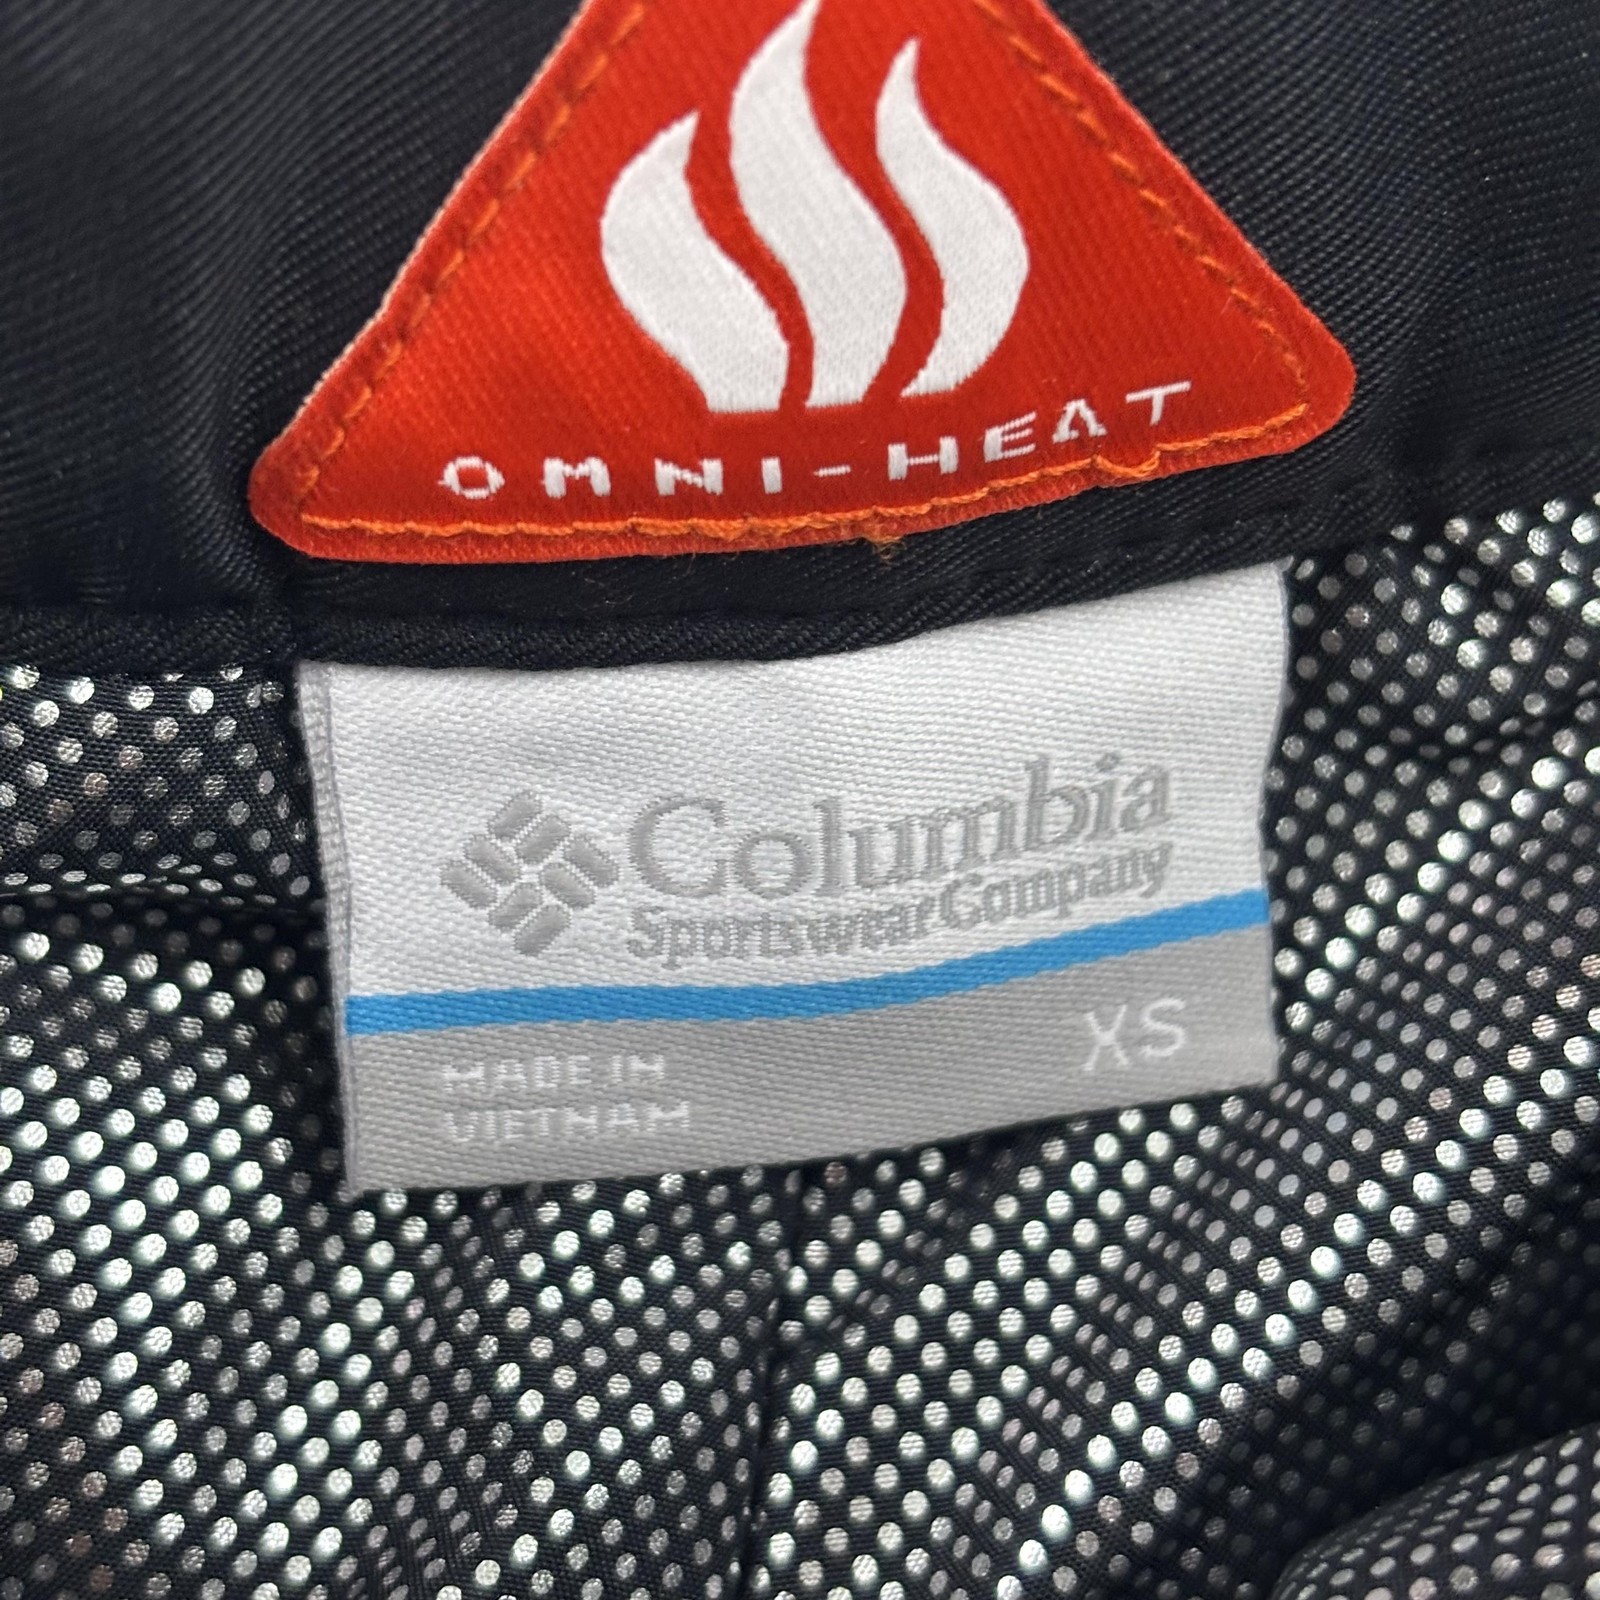 OMNI-HEAT
Columbia
Sportswear Company
XS
MADE IN
VIETNAM